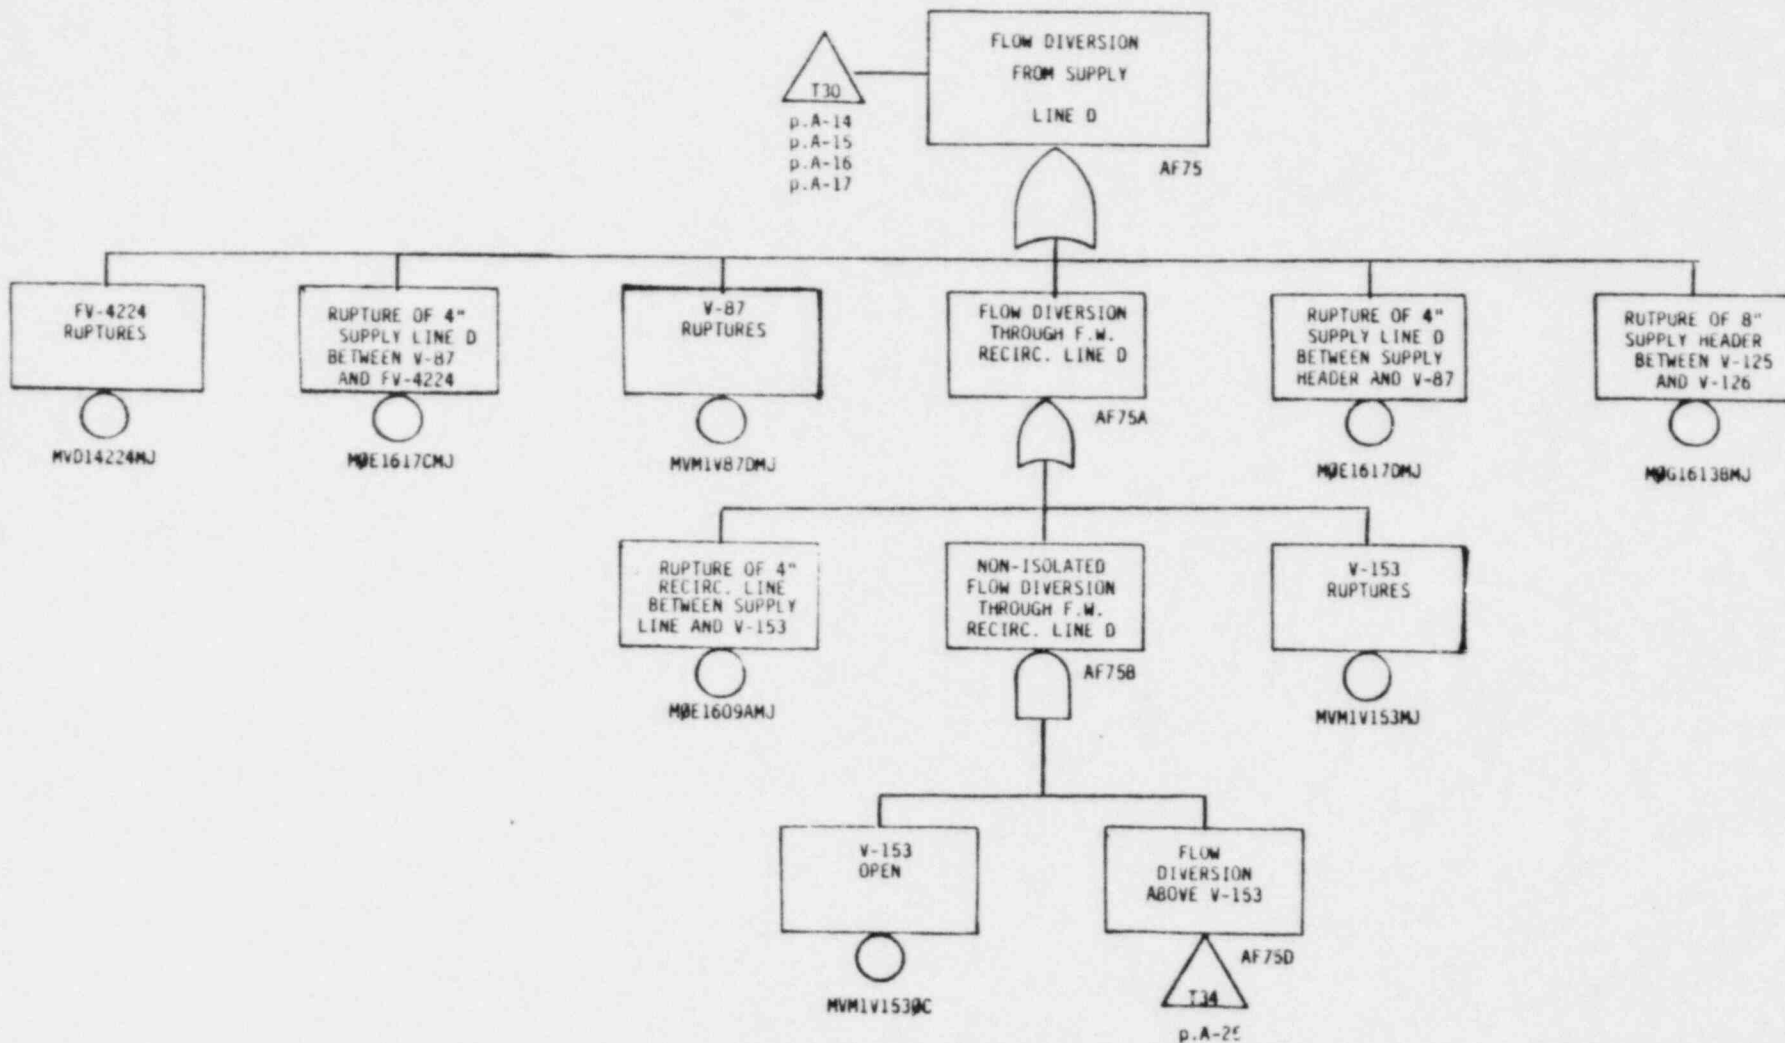 FLOW DIVERSION
FROM SUPPLY
LINE D
AF75
T30
p.A-14
p.A-15
p.A-16
p.A-17
FV-4224
RUPTURES
MVD14224MJ
RUPTURE OF 4"
SUPPLY LINE D
BETWEEN V-87
AND FV-4224
MØE1617CMJ
V-87
RUPTURES
MVM1V87DMJ
FLOW DIVERSION
THROUGH F.W.
RECIRC. LINE D
AF75A
RUPTURE OF 4"
SUPPLY LINE D
BETWEEN SUPPLY
HEADER AND V-87
MØE1617DMJ
RUTPURE OF 8"
SUPPLY HEADER
BETWEEN V-125
AND V-126
MØG1613BMJ
RUPTURE OF 4"
RECIRC. LINE
BETWEEN SUPPLY
LINE AND V-153
MØE1609AMJ
NON-ISOLATED
FLOW DIVERSION
THROUGH F.W.
RECIRC. LINE D
AF75B
V-153
RUPTURES
MVM1V153MJ
V-153
OPEN
MVM1V153ØC
FLOW
DIVERSION
ABOVE V-153
AF75D
T34